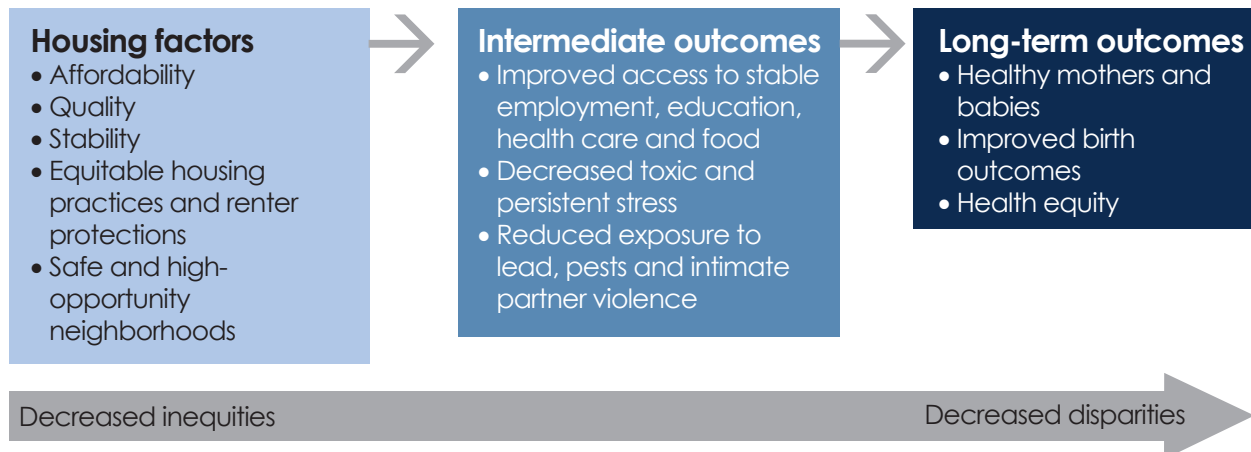 Housing factors
• Affordability
• Quality
• Stability
• Equitable housing
practices and renter
protections
• Safe and high-
opportunity
neighborhoods
Intermediate outcomes
• Improved access to stable
employment, education,
health care and food
• Decreased toxic and
persistent stress
• Reduced exposure to
lead, pests and intimate
partner violence
Long-term outcomes
• Healthy mothers and
babies
• Improved birth
outcomes
• Health equity
Decreased inequities
Decreased disparities